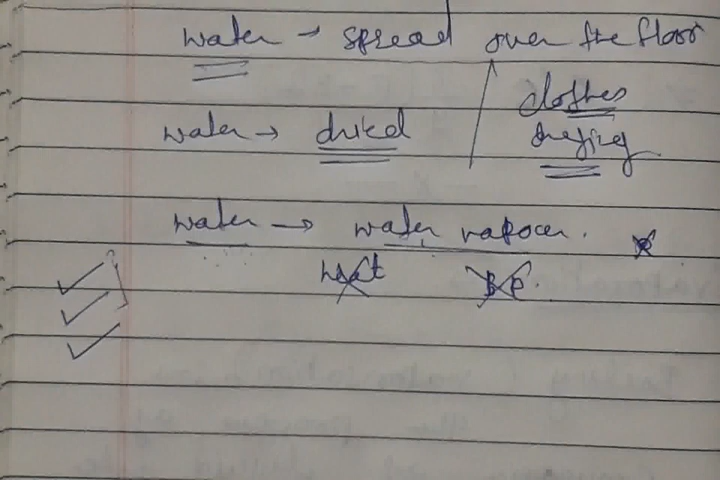 water → spread over the floor
water → dried / clothes drying
water → water vapour.
heat B.P.